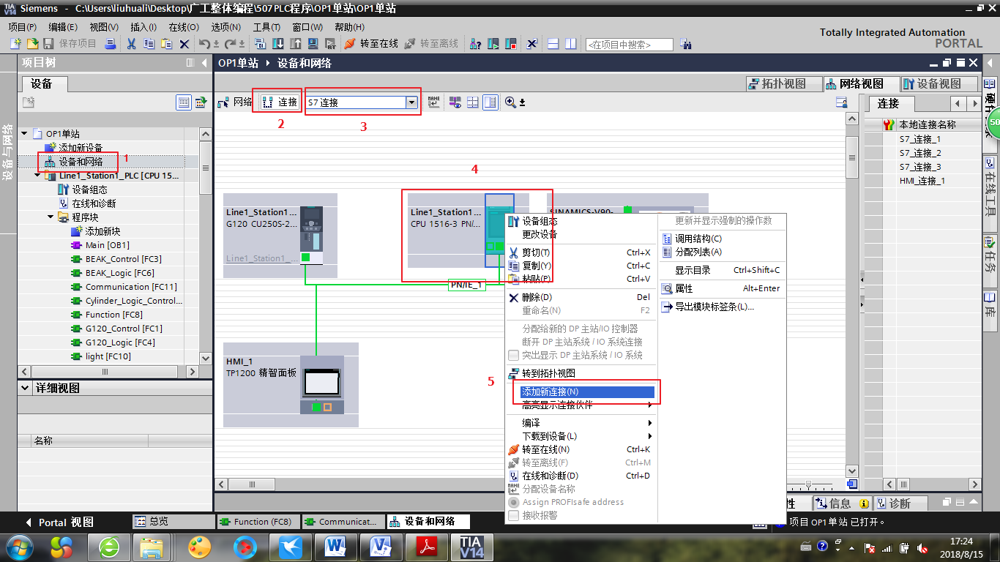 Siemens - C:\Users\liuhuali\Desktop\广工整体编程\507PLC程序\OP1单站\OP1单站
项目(P) 编辑(E) 视图(V) 插入(I) 在线(O) 选项(N) 工具(T) 窗口(W) 帮助(H)
Totally Integrated Automation
PORTAL
保存项目 转至在线 转至离线 <在项目中搜索>
项目树
OP1单站 设备和网络
设备
拓扑视图 网络视图 设备视图
网络 连接 S7 连接
2 3
连接
本地连接名称
S7_连接_1
S7_连接_2
S7_连接_3
HMI_连接_1
设备与网络
OP1单站
添加新设备
设备和网络
1
Line1_Station1_PLC [CPU 15...
设备组态
在线和诊断
程序块
添加新块
Main [OB1]
BEAK_Control [FC3]
BEAK_Logic [FC6]
Communication [FC11]
Cylinder_Logic_Control...
Function [FC8]
G120_Control [FC1]
G120_Logic [FC4]
light [FC10]
详细视图
名称
4
Line1_Station1...
G120 CU250S-2...
Line1_Station1_...
Line1_Station1...
CPU 1516-3 PN/...
SINAMICS-V90-
PN/IE_1
HMI_1
TP1200 精智面板
5
设备组态
更改设备
剪切(T) Ctrl+X
复制(Y) Ctrl+C
粘贴(P) Ctrl+V
删除(D) Del
重命名(N) F2
分配给新的 DP 主站/IO 控制器
断开 DP 主站系统 / IO 系统连接
突出显示 DP 主站系统 / IO 系统
转到拓扑视图
添加新连接(N)
高亮显示连接伙伴
编译
下载到设备(L)
转至在线(N) Ctrl+K
转至离线(F) Ctrl+M
在线和诊断(D) Ctrl+D
分配设备名称
Assign PROFIsafe address
接收报警
更新并显示强制的操作数
调用结构(C)
分配列表(A)
显示目录 Ctrl+Shift+C
属性 Alt+Enter
导出模块标签条(L)...
50
在线工具
任务
库
性 信息 诊断
Portal 视图 总览 Function (FC8) Communicat... 设备和网络 项目 OP1单站 已打开。
TIA
V14
17:24
2018/8/15